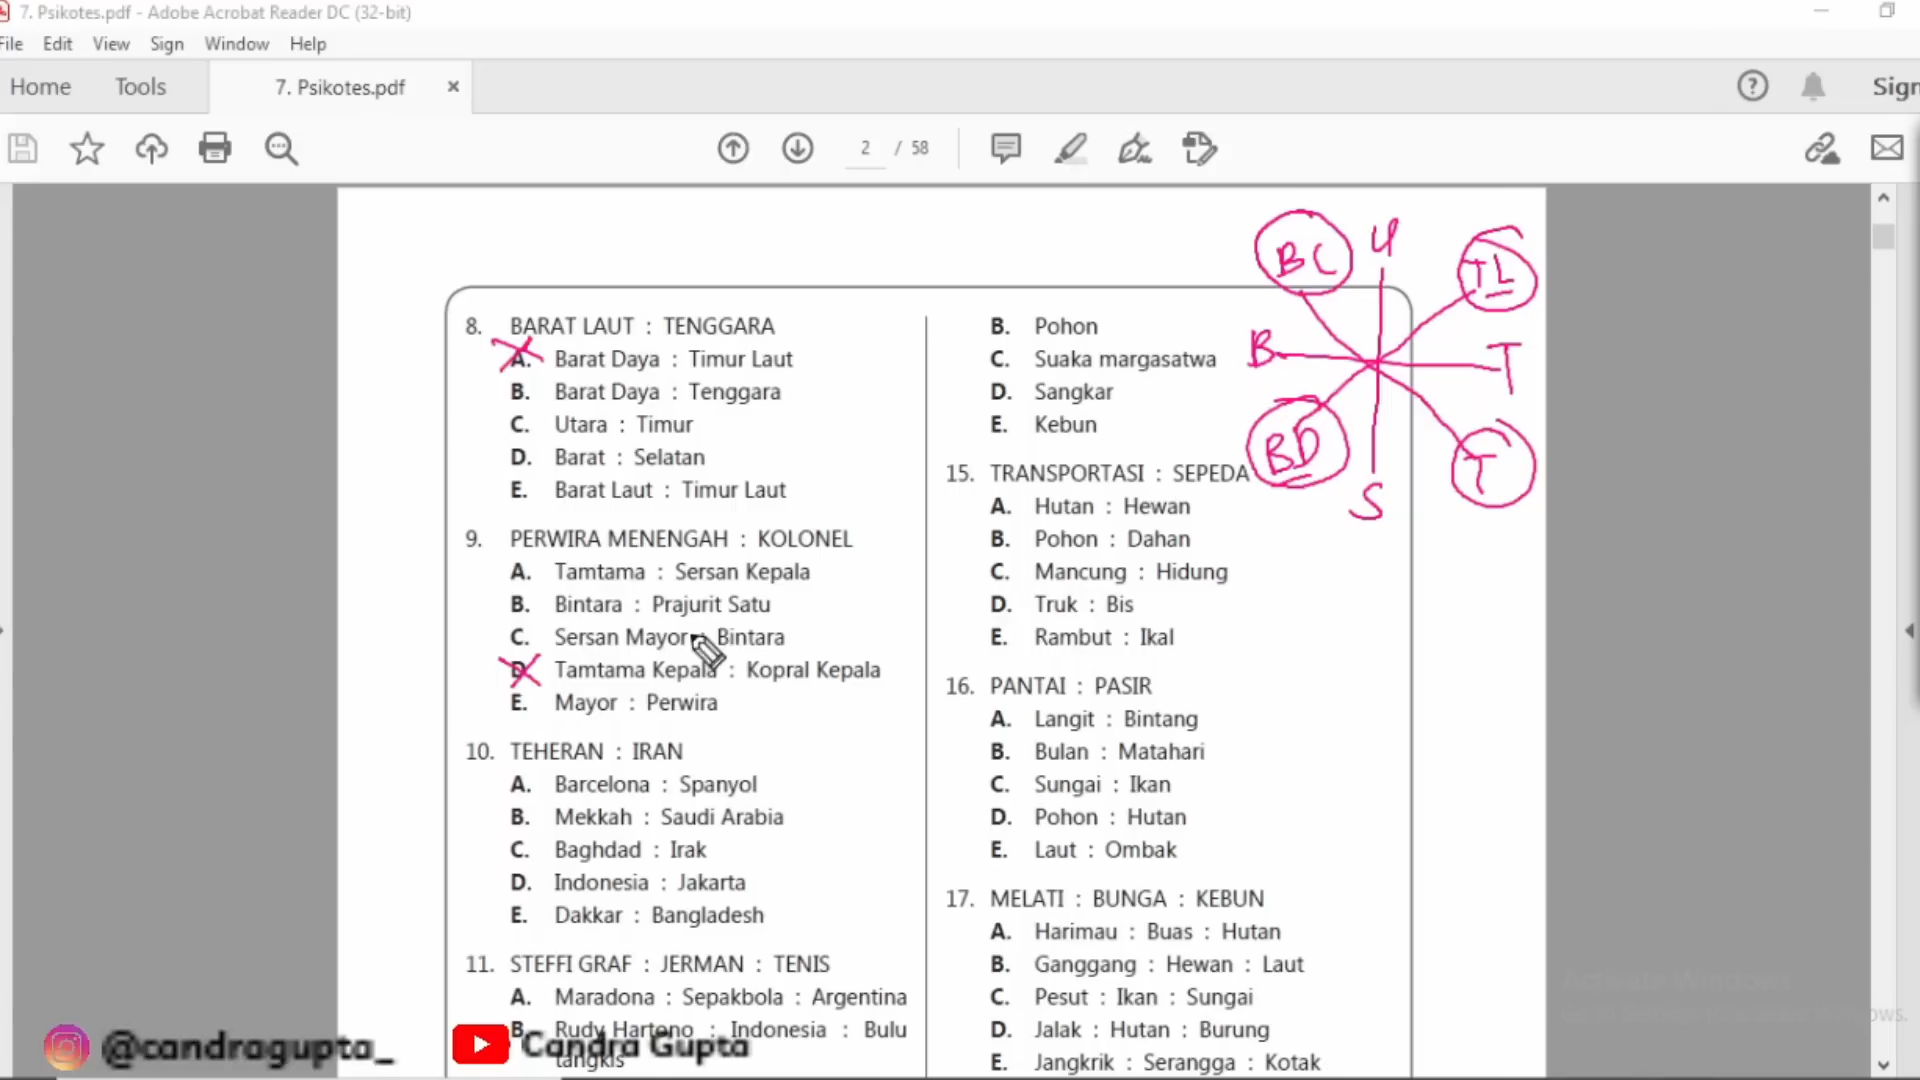 7. Psikotes.pdf - Adobe Acrobat Reader DC (32-bit)
File Edit View Sign Window Help
Home Tools 7. Psikotes.pdf × Sign
2 / 58
8. BARAT LAUT : TENGGARA
A. Barat Daya : Timur Laut
B. Barat Daya : Tenggara
C. Utara : Timur
D. Barat : Selatan
E. Barat Laut : Timur Laut
9. PERWIRA MENENGAH : KOLONEL
A. Tamtama : Sersan Kepala
B. Bintara : Prajurit Satu
C. Sersan Mayor : Bintara
D. Tamtama Kepala : Kopral Kepala
E. Mayor : Perwira
10. TEHERAN : IRAN
A. Barcelona : Spanyol
B. Mekkah : Saudi Arabia
C. Baghdad : Irak
D. Indonesia : Jakarta
E. Dakkar : Bangladesh
11. STEFFI GRAF : JERMAN : TENIS
A. Maradona : Sepakbola : Argentina
B. Rudy Hartono : Indonesia : Bulu
tangkis
B. Pohon
C. Suaka margasatwa
D. Sangkar
E. Kebun
15. TRANSPORTASI : SEPEDA
A. Hutan : Hewan
B. Pohon : Dahan
C. Mancung : Hidung
D. Truk : Bis
E. Rambut : Ikal
16. PANTAI : PASIR
A. Langit : Bintang
B. Bulan : Matahari
C. Sungai : Ikan
D. Pohon : Hutan
E. Laut : Ombak
17. MELATI : BUNGA : KEBUN
A. Harimau : Buas : Hutan
B. Ganggang : Hewan : Laut
C. Pesut : Ikan : Sungai
D. Jalak : Hutan : Burung
E. Jangkrik : Serangga : Kotak
BL U TL
B T
BD S T
Activate Windows
@candragupta_ Candra Gupta